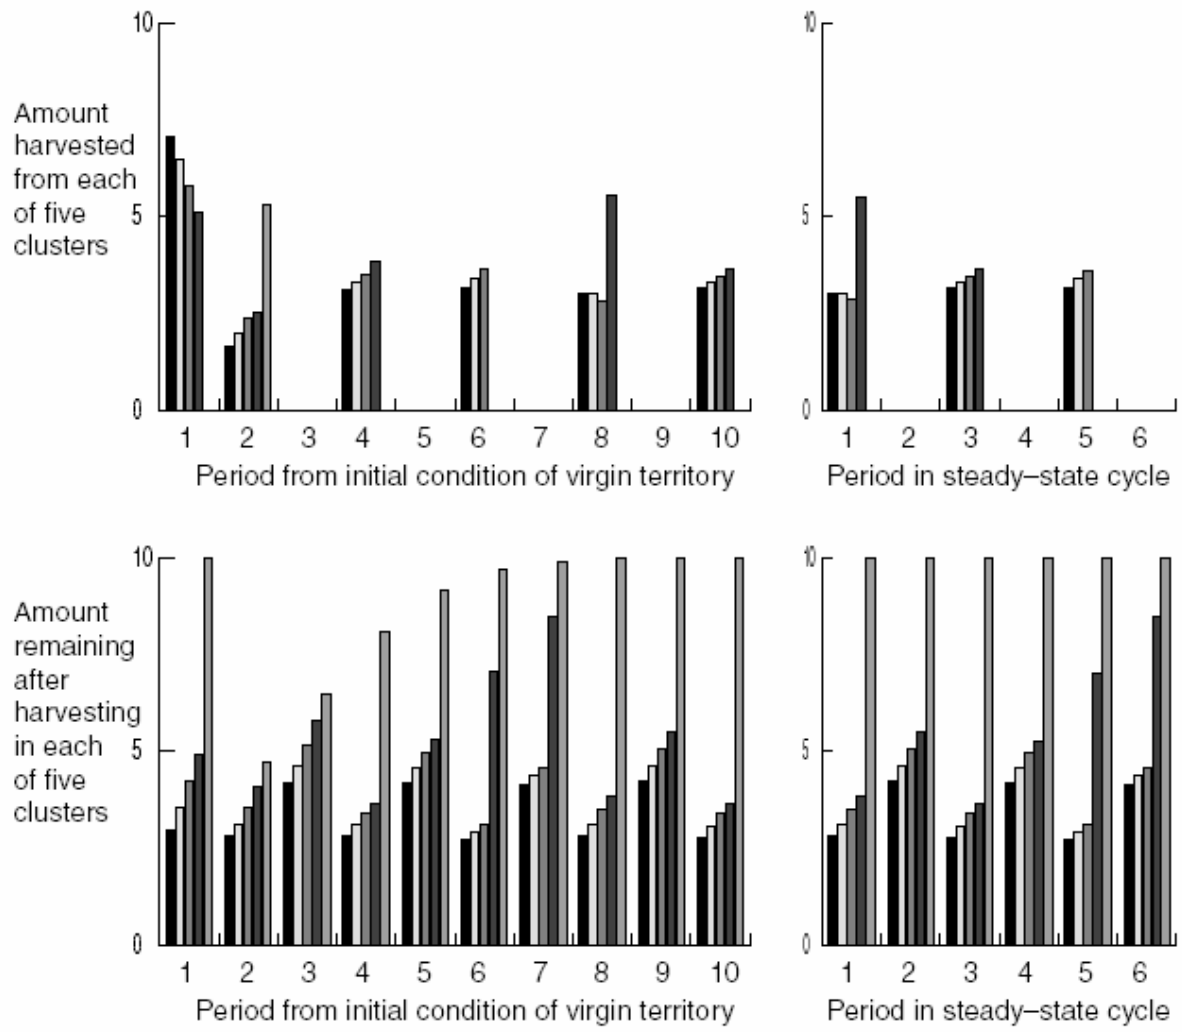 10
5
0
Amount
harvested
from each
of five
clusters
1 2 3 4 5 6 7 8 9 10
Period from initial condition of virgin territory
10
5
0
1 2 3 4 5 6
Period in steady–state cycle
10
5
0
Amount
remaining
after
harvesting
in each
of five
clusters
1 2 3 4 5 6 7 8 9 10
Period from initial condition of virgin territory
10
5
0
1 2 3 4 5 6
Period in steady–state cycle